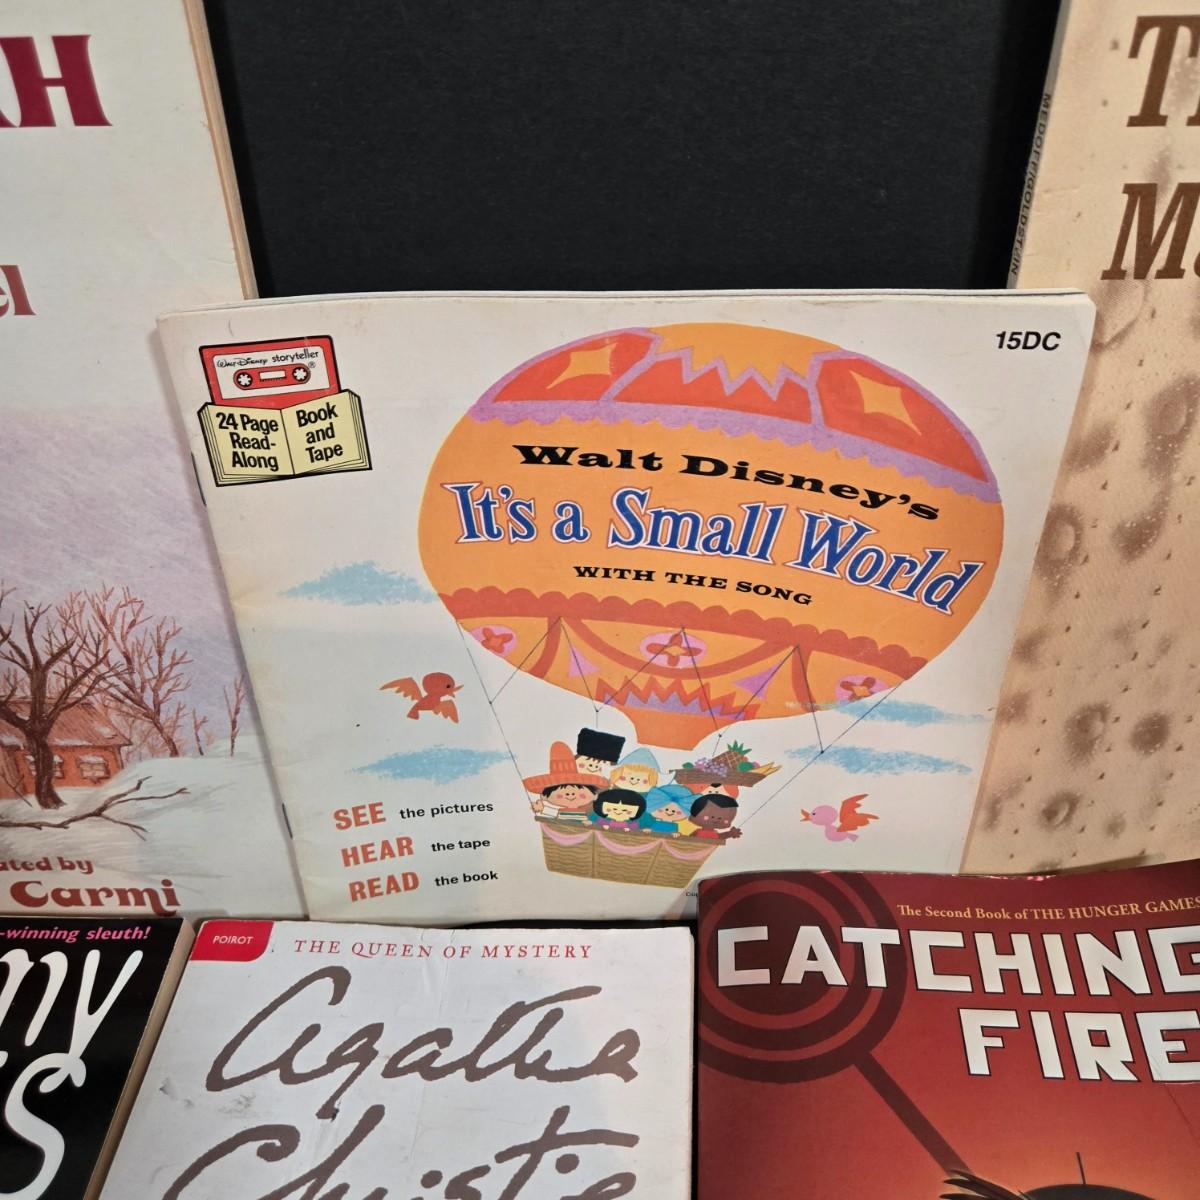 AH
el
ated by
Carmi
MEDOFF/GOLDSTEIN
15DC
Walt Disney storyteller ®
24 Page
Read-
Along
Book
and
Tape
Walt Disney's
It's a Small World
WITH THE SONG
SEE the pictures
HEAR the tape
READ the book
-winning sleuth!
ny
POIROT
THE QUEEN OF MYSTERY
Agatha
Christie
The Second Book of THE HUNGER GAMES
CATCHING
FIRE